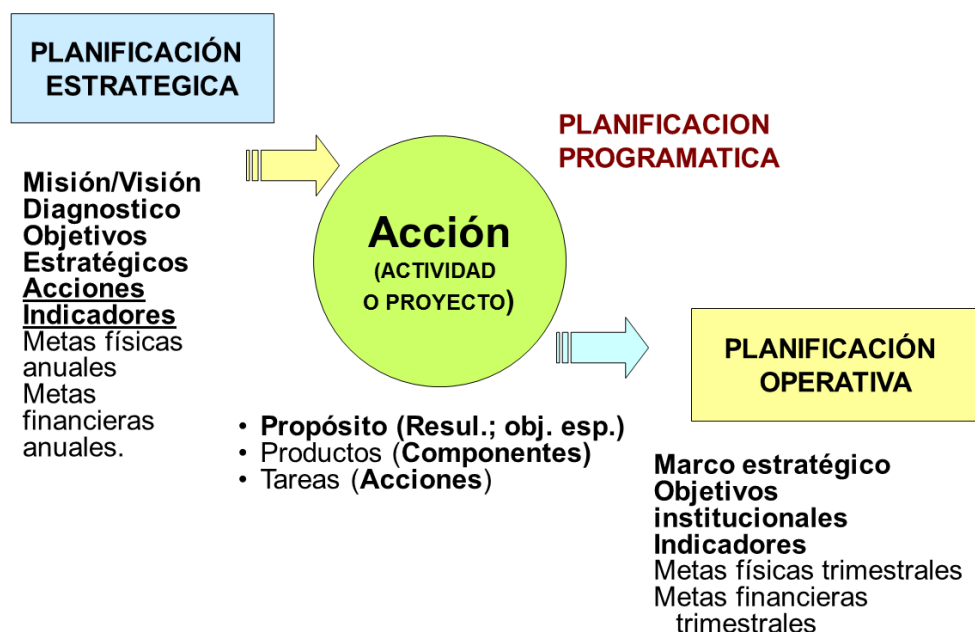 PLANIFICACIÓN
ESTRATEGICA
Misión/Visión
Diagnostico
Objetivos
Estratégicos
Acciones
Indicadores
Metas físicas
anuales
Metas
financieras
anuales.
PLANIFICACION
PROGRAMATICA
Acción
(ACTIVIDAD
O PROYECTO)
• Propósito (Resul.; obj. esp.)
• Productos (Componentes)
• Tareas (Acciones)
PLANIFICACIÓN
OPERATIVA
Marco estratégico
Objetivos
institucionales
Indicadores
Metas físicas trimestrales
Metas financieras
trimestrales